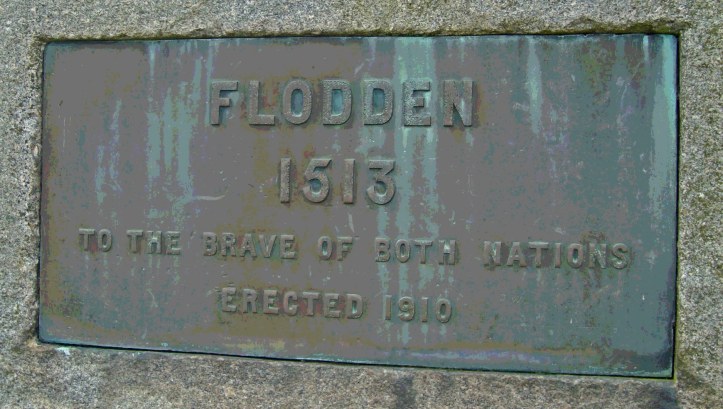 FLODDEN
1513
TO THE BRAVE OF BOTH NATIONS
ERECTED 1910